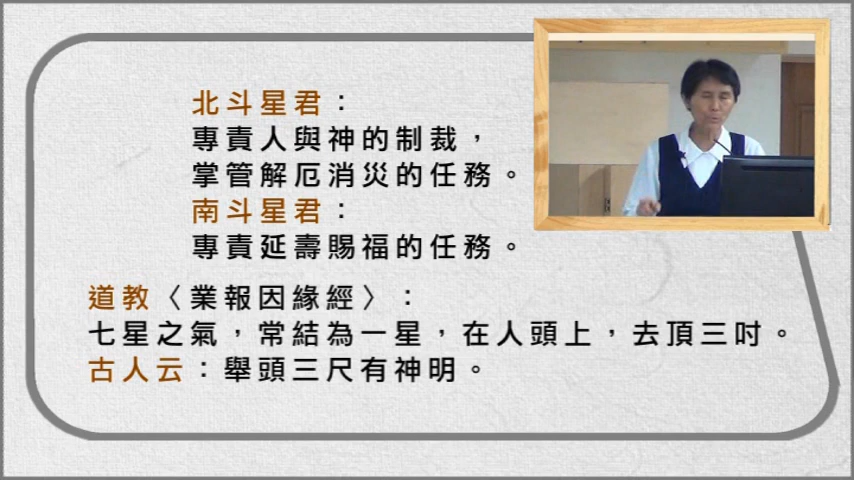 北斗星君：
專責人與神的制裁，
掌管解厄消災的任務。
南斗星君：
專責延壽賜福的任務。
道教〈業報因緣經〉：
七星之氣，常結為一星，在人頭上，去頂三吋。
古人云：舉頭三尺有神明。